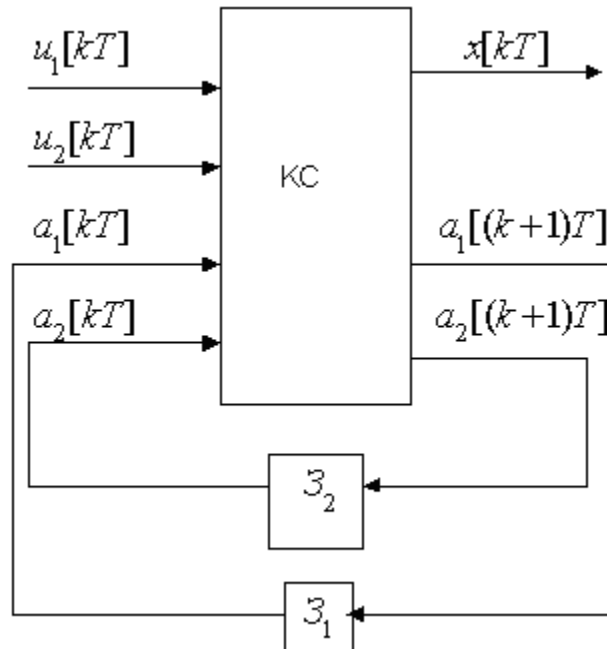 u₁[kT] x[kT]
u₂[kT]
КС
a₁[kT] a₁[(k+1)T]
a₂[kT] a₂[(k+1)T]
З₂
З₁